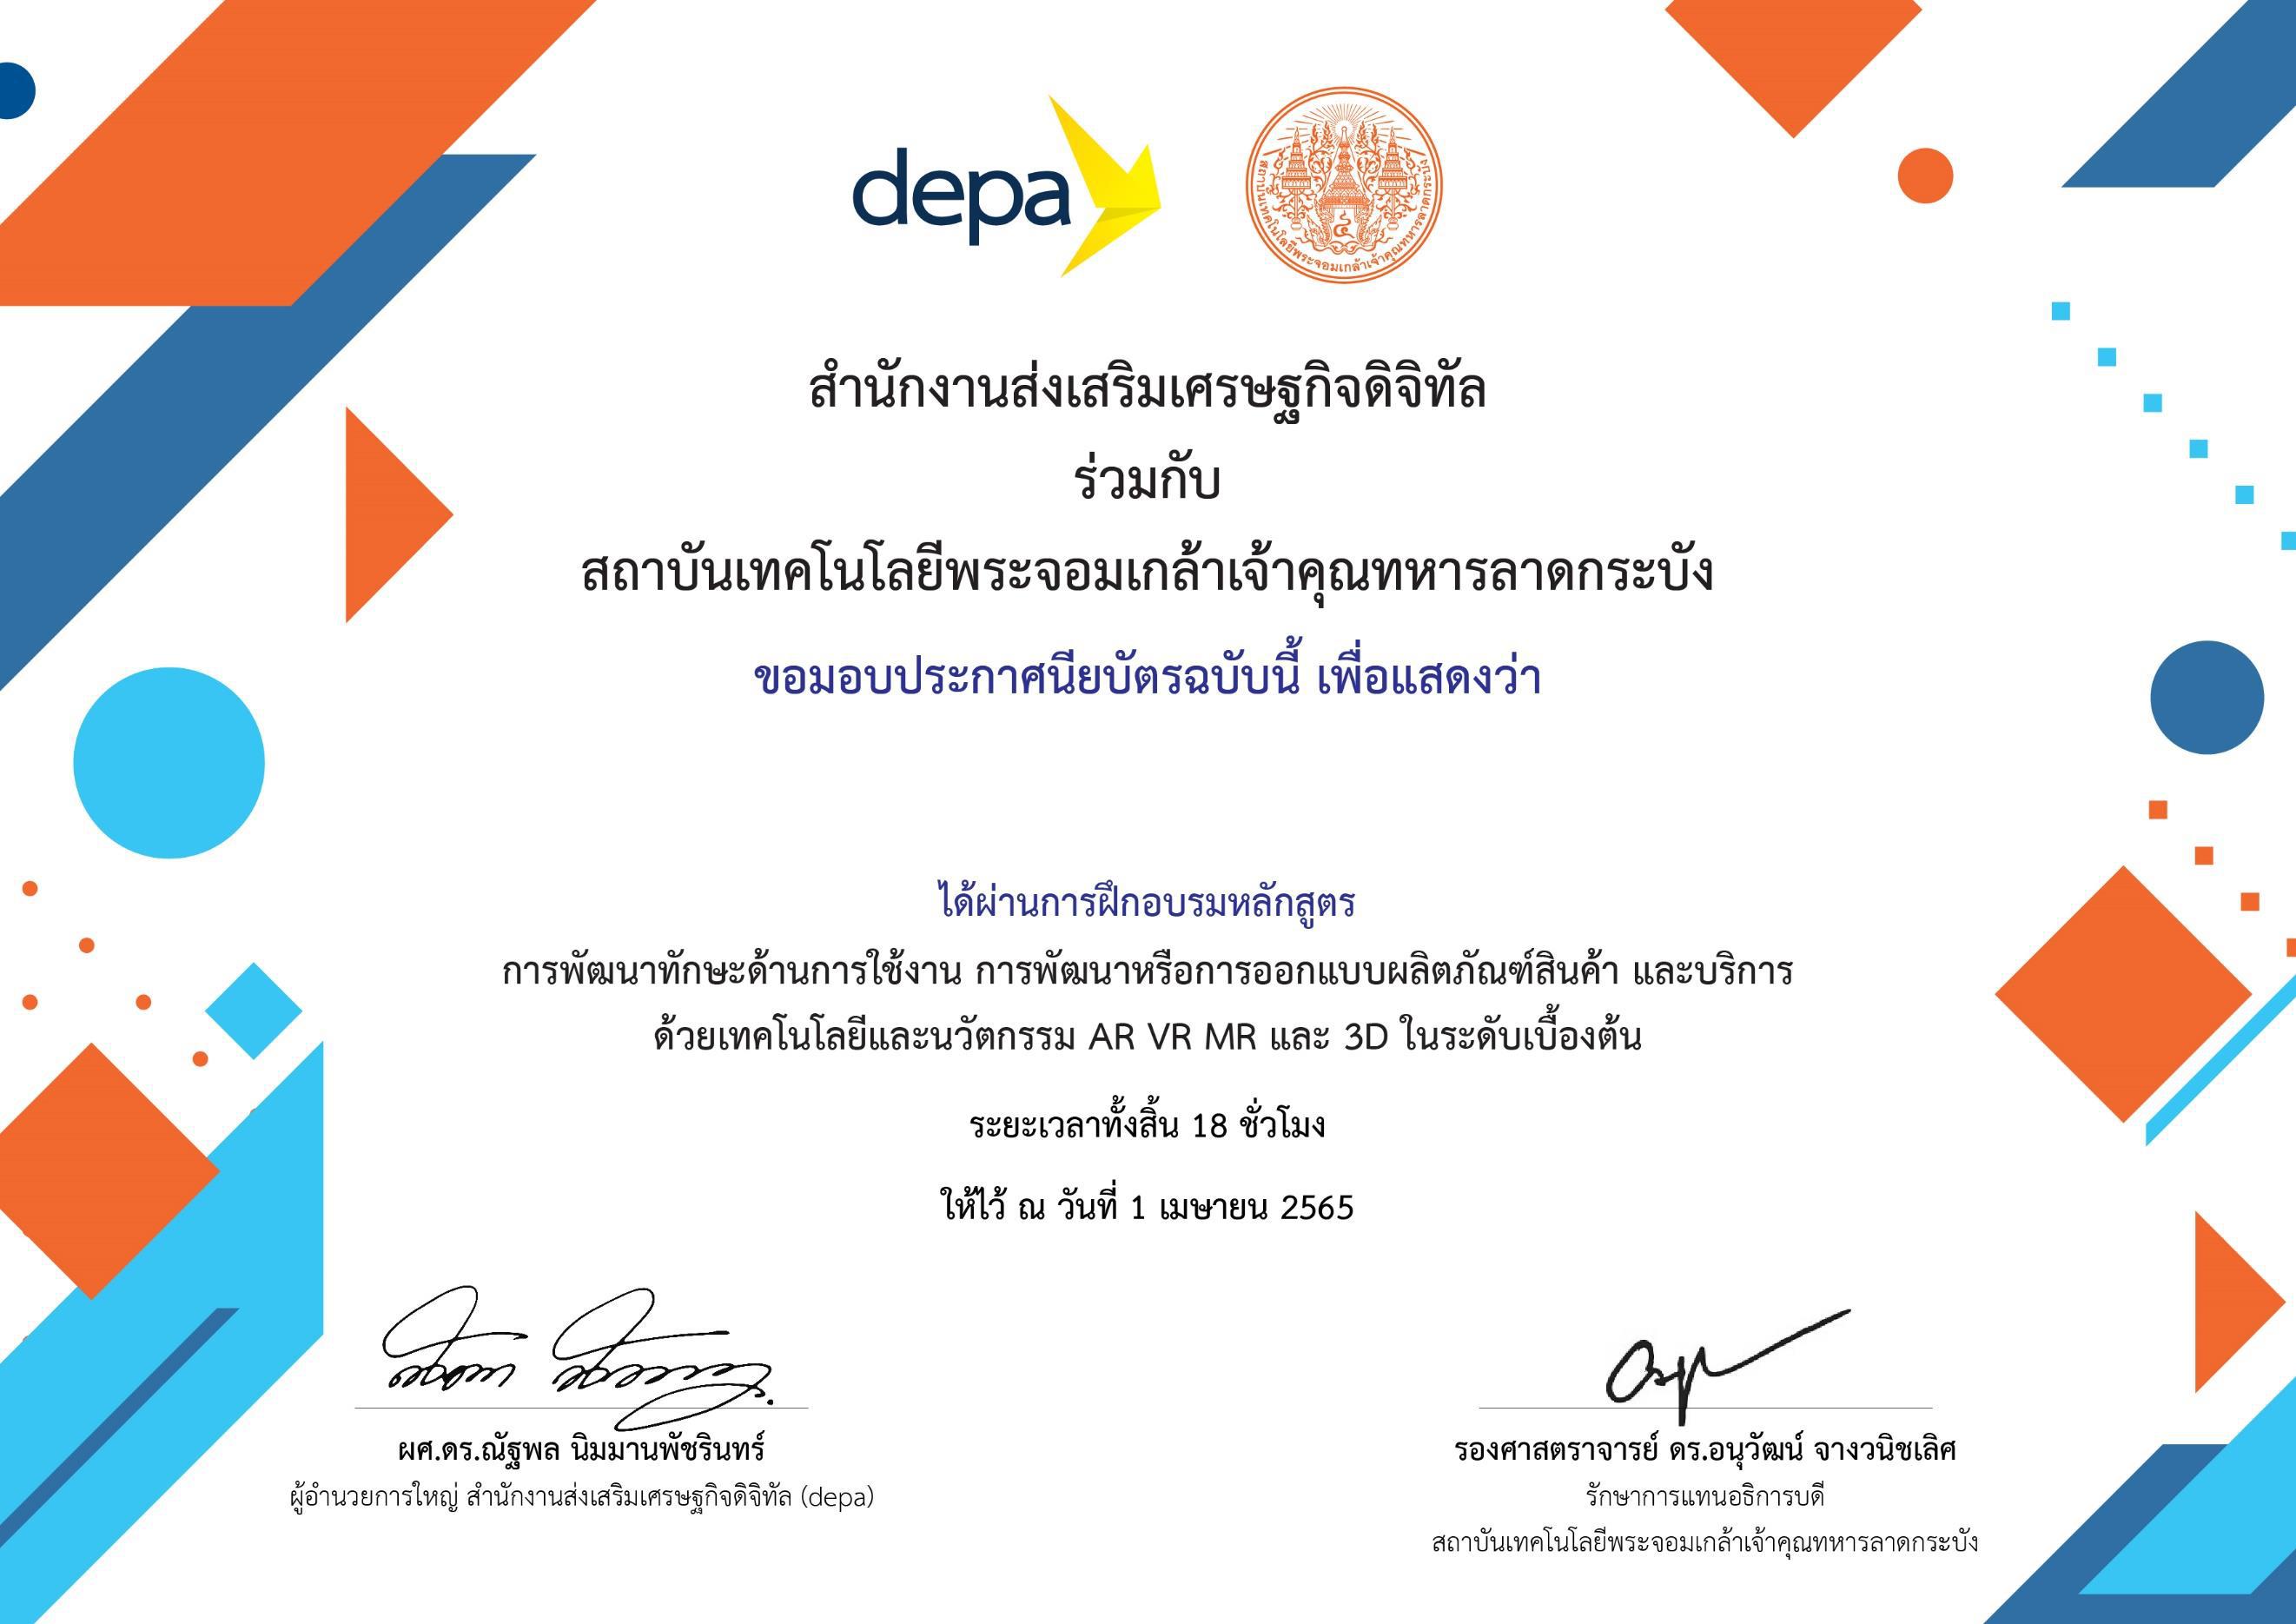 depa
สถาบันเทคโนโลยีพระจอมเกล้าเจ้าคุณทหารลาดกระบัง
สำนักงานส่งเสริมเศรษฐกิจดิจิทัล
ร่วมกับ
สถาบันเทคโนโลยีพระจอมเกล้าเจ้าคุณทหารลาดกระบัง
ขอมอบประกาศนียบัตรฉบับนี้ เพื่อแสดงว่า
ได้ผ่านการฝึกอบรมหลักสูตร
การพัฒนาทักษะด้านการใช้งาน การพัฒนาหรือการออกแบบผลิตภัณฑ์สินค้า และบริการ
ด้วยเทคโนโลยีและนวัตกรรม AR VR MR และ 3D ในระดับเบื้องต้น
ระยะเวลาทั้งสิ้น 18 ชั่วโมง
ให้ไว้ ณ วันที่ 1 เมษายน 2565
ผศ.ดร.ณัฐพล นิมมานพัชรินทร์
ผู้อำนวยการใหญ่ สำนักงานส่งเสริมเศรษฐกิจดิจิทัล (depa)
รองศาสตราจารย์ ดร.อนุวัฒน์ จางวนิชเลิศ
รักษาการแทนอธิการบดี
สถาบันเทคโนโลยีพระจอมเกล้าเจ้าคุณทหารลาดกระบัง